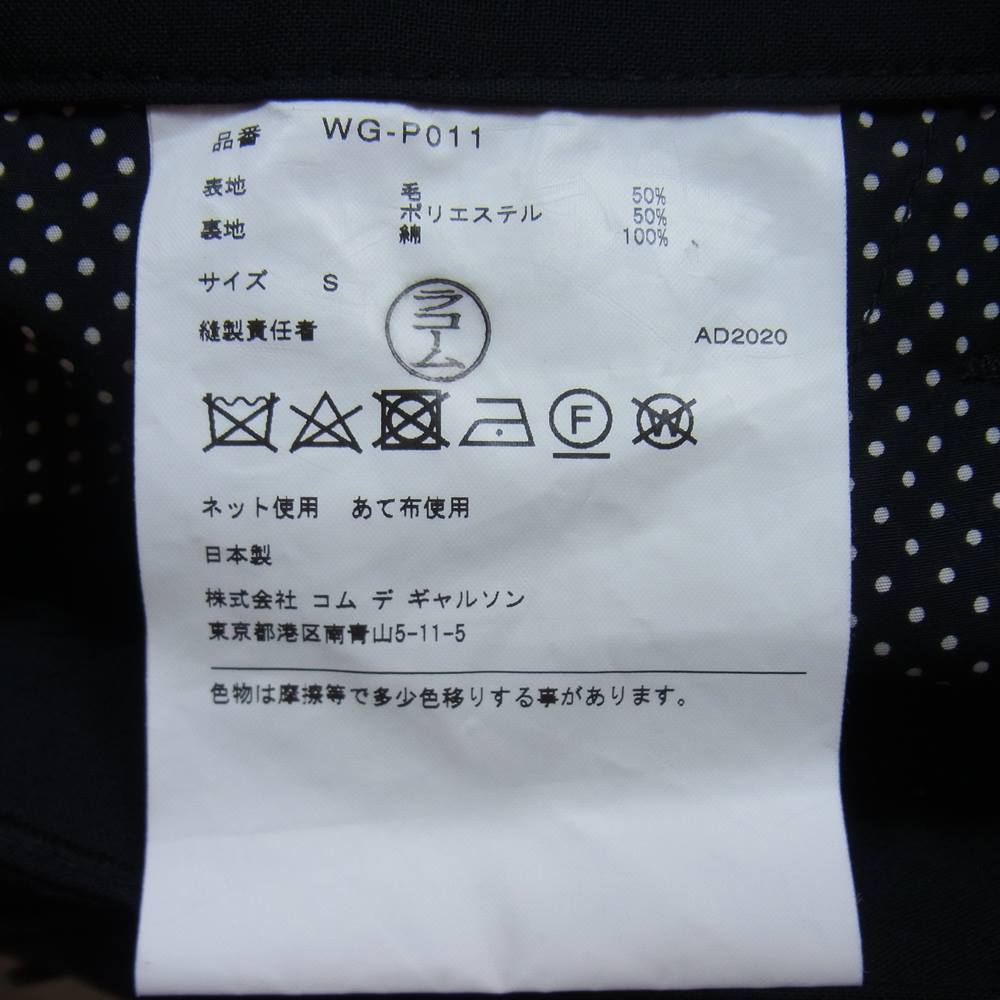 品番 WG-P011
表地 毛 50%
ポリエステル 50%
裏地 綿 100%
サイズ S
縫製責任者 ラコーム AD2020
F W
ネット使用 あて布使用
日本製
株式会社 コム デ ギャルソン
東京都港区南青山5-11-5
色物は摩擦等で多少色移りする事があります。